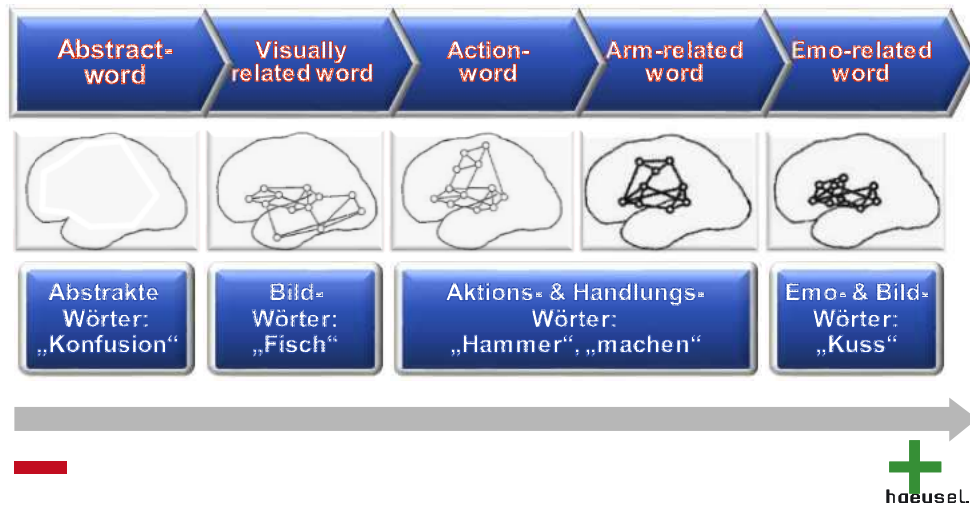 Abstract-
word
Visually
related word
Action-
word
Arm-related
word
Emo-related
word
Abstrakte
Wörter:
„Konfusion“
Bild-
Wörter:
„Fisch“
Aktions- & Handlungs-
Wörter:
„Hammer“, „machen“
Emo- & Bild-
Wörter:
„Kuss“
haeuseL